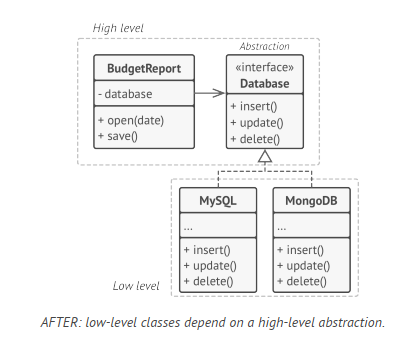 High level
Abstraction
BudgetReport
- database
+ open(date)
+ save()
«interface»
Database
+ insert()
+ update()
+ delete()
MySQL
...
+ insert()
+ update()
+ delete()
MongoDB
...
+ insert()
+ update()
+ delete()
Low level
AFTER: low-level classes depend on a high-level abstraction.